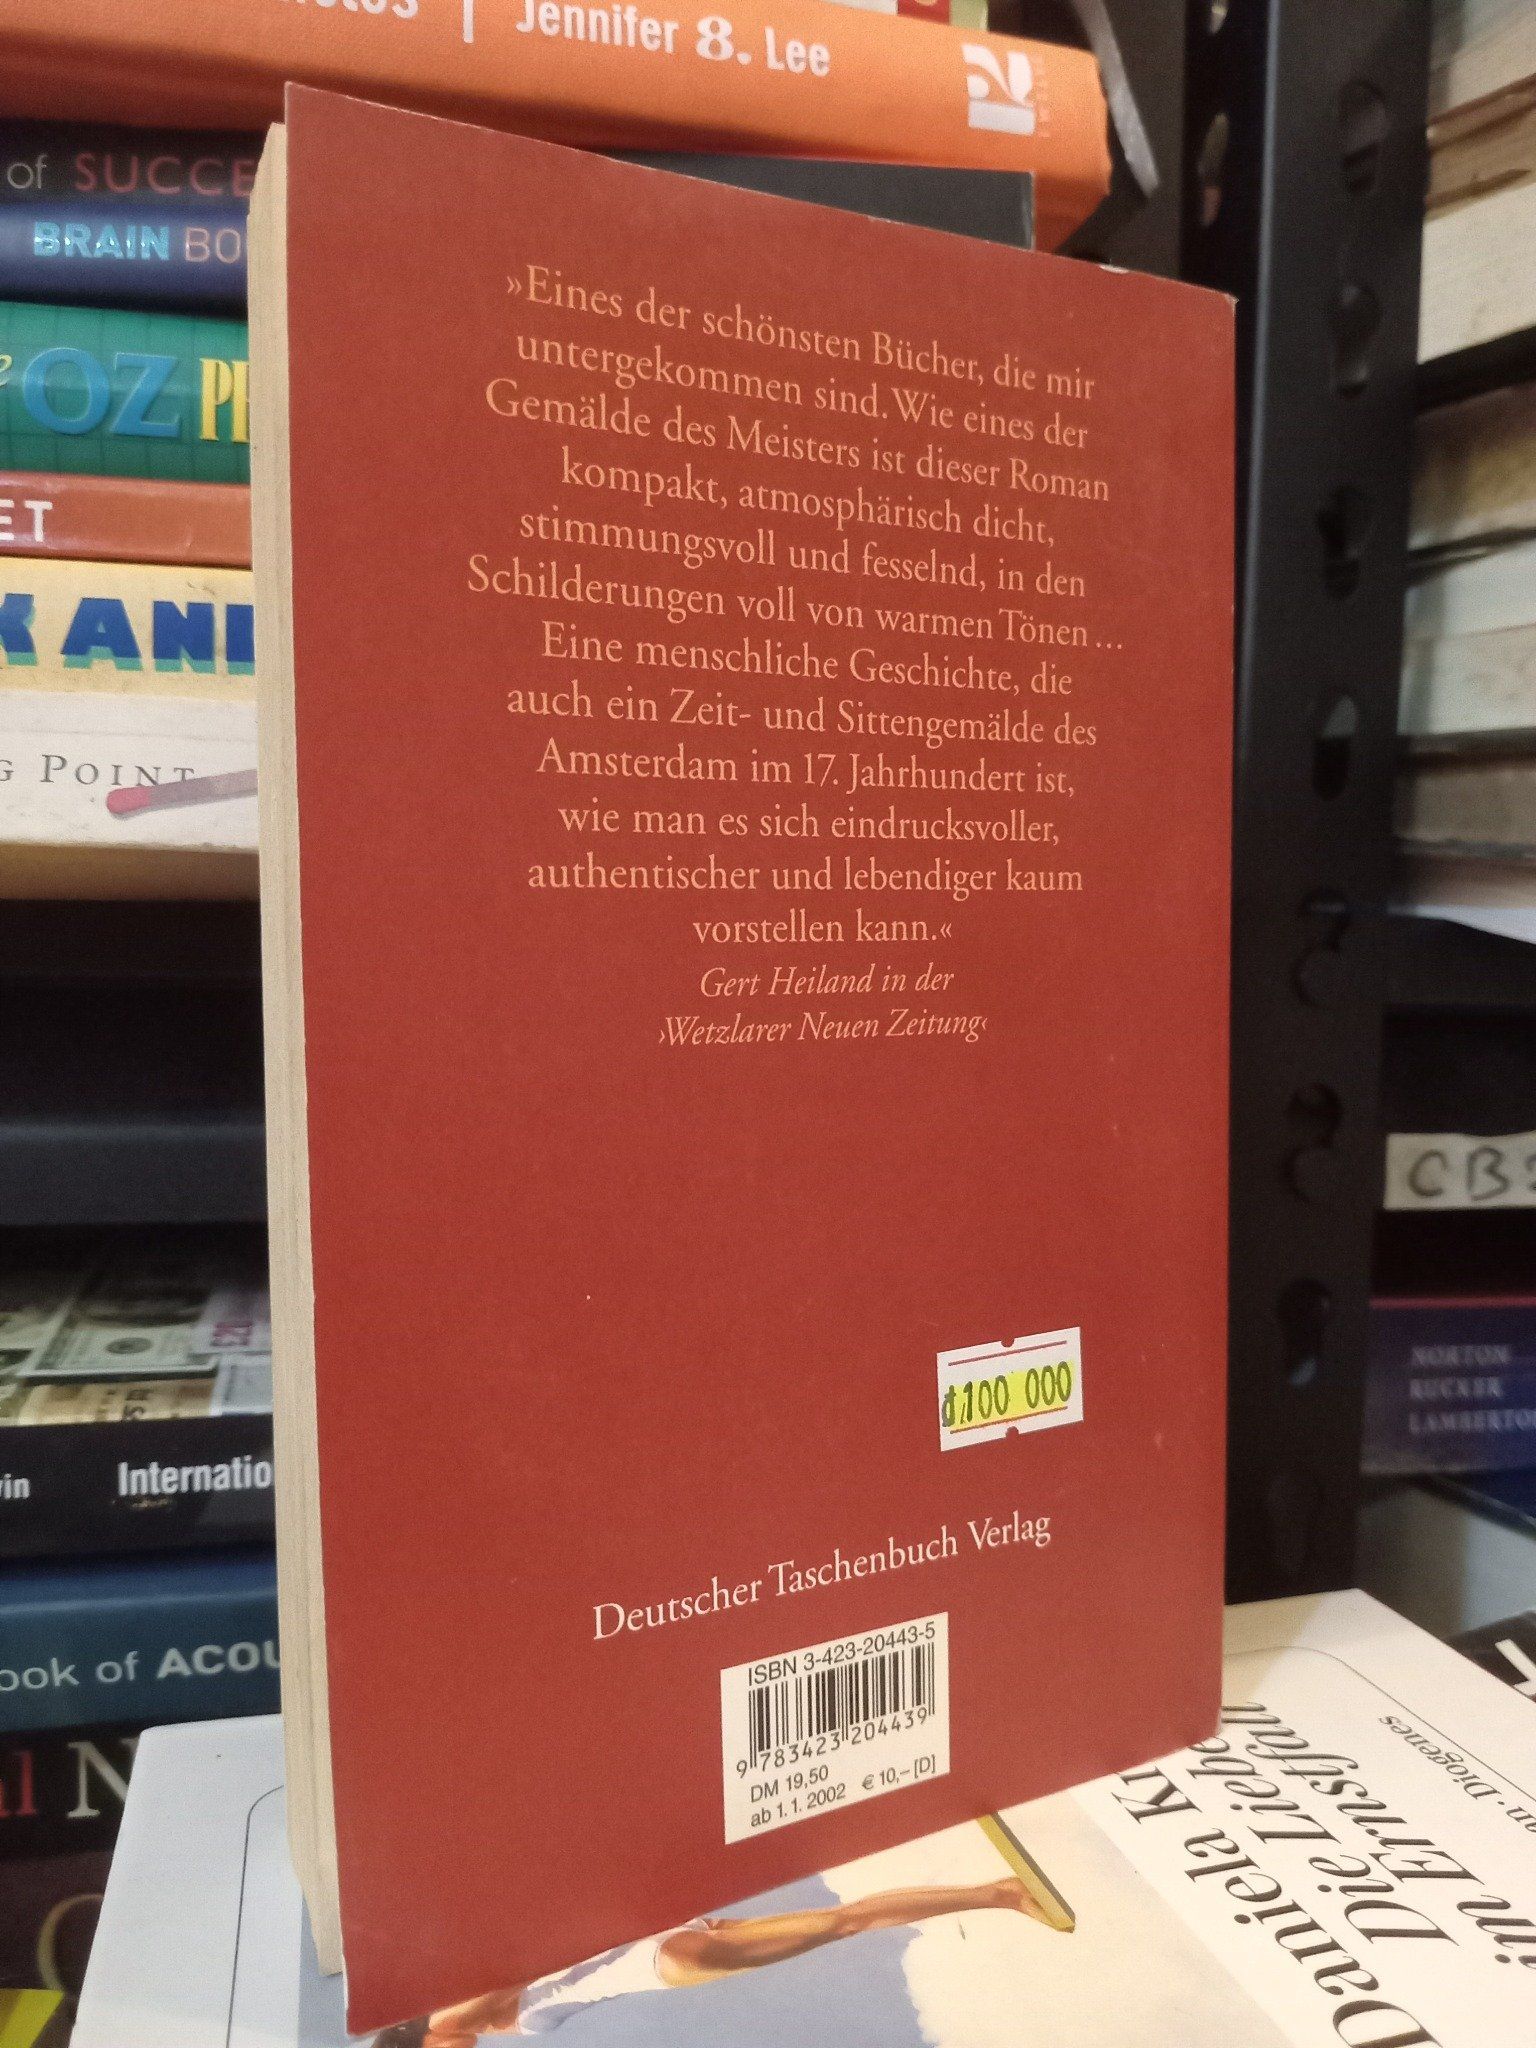 Jennifer 8. Lee
of SUCCE
BRAIN BO
OZ
ET
AN
G POINT
»Eines der schönsten Bücher, die mir
untergekommen sind. Wie eines der
Gemälde des Meisters ist dieser Roman
kompakt, atmosphärisch dicht,
stimmungsvoll und fesselnd, in den
Schilderungen voll von warmen Tönen ...
Eine menschliche Geschichte, die
auch ein Zeit- und Sittengemälde des
Amsterdam im 17. Jahrhundert ist,
wie man es sich eindrucksvoller,
authentischer und lebendiger kaum
vorstellen kann.«
Gert Heiland in der
›Wetzlarer Neuen Zeitung‹
đ,100 000
Deutscher Taschenbuch Verlag
ISBN 3-423-20443-5
9 783423 204439
DM 19,50
ab 1. 1. 2002 € 10,– [D]
Internatio
ook of ACOU
NORTON
RUCKER
LAMBERTO
Diogenes
Daniela
Die Liebe
im Ernstfall